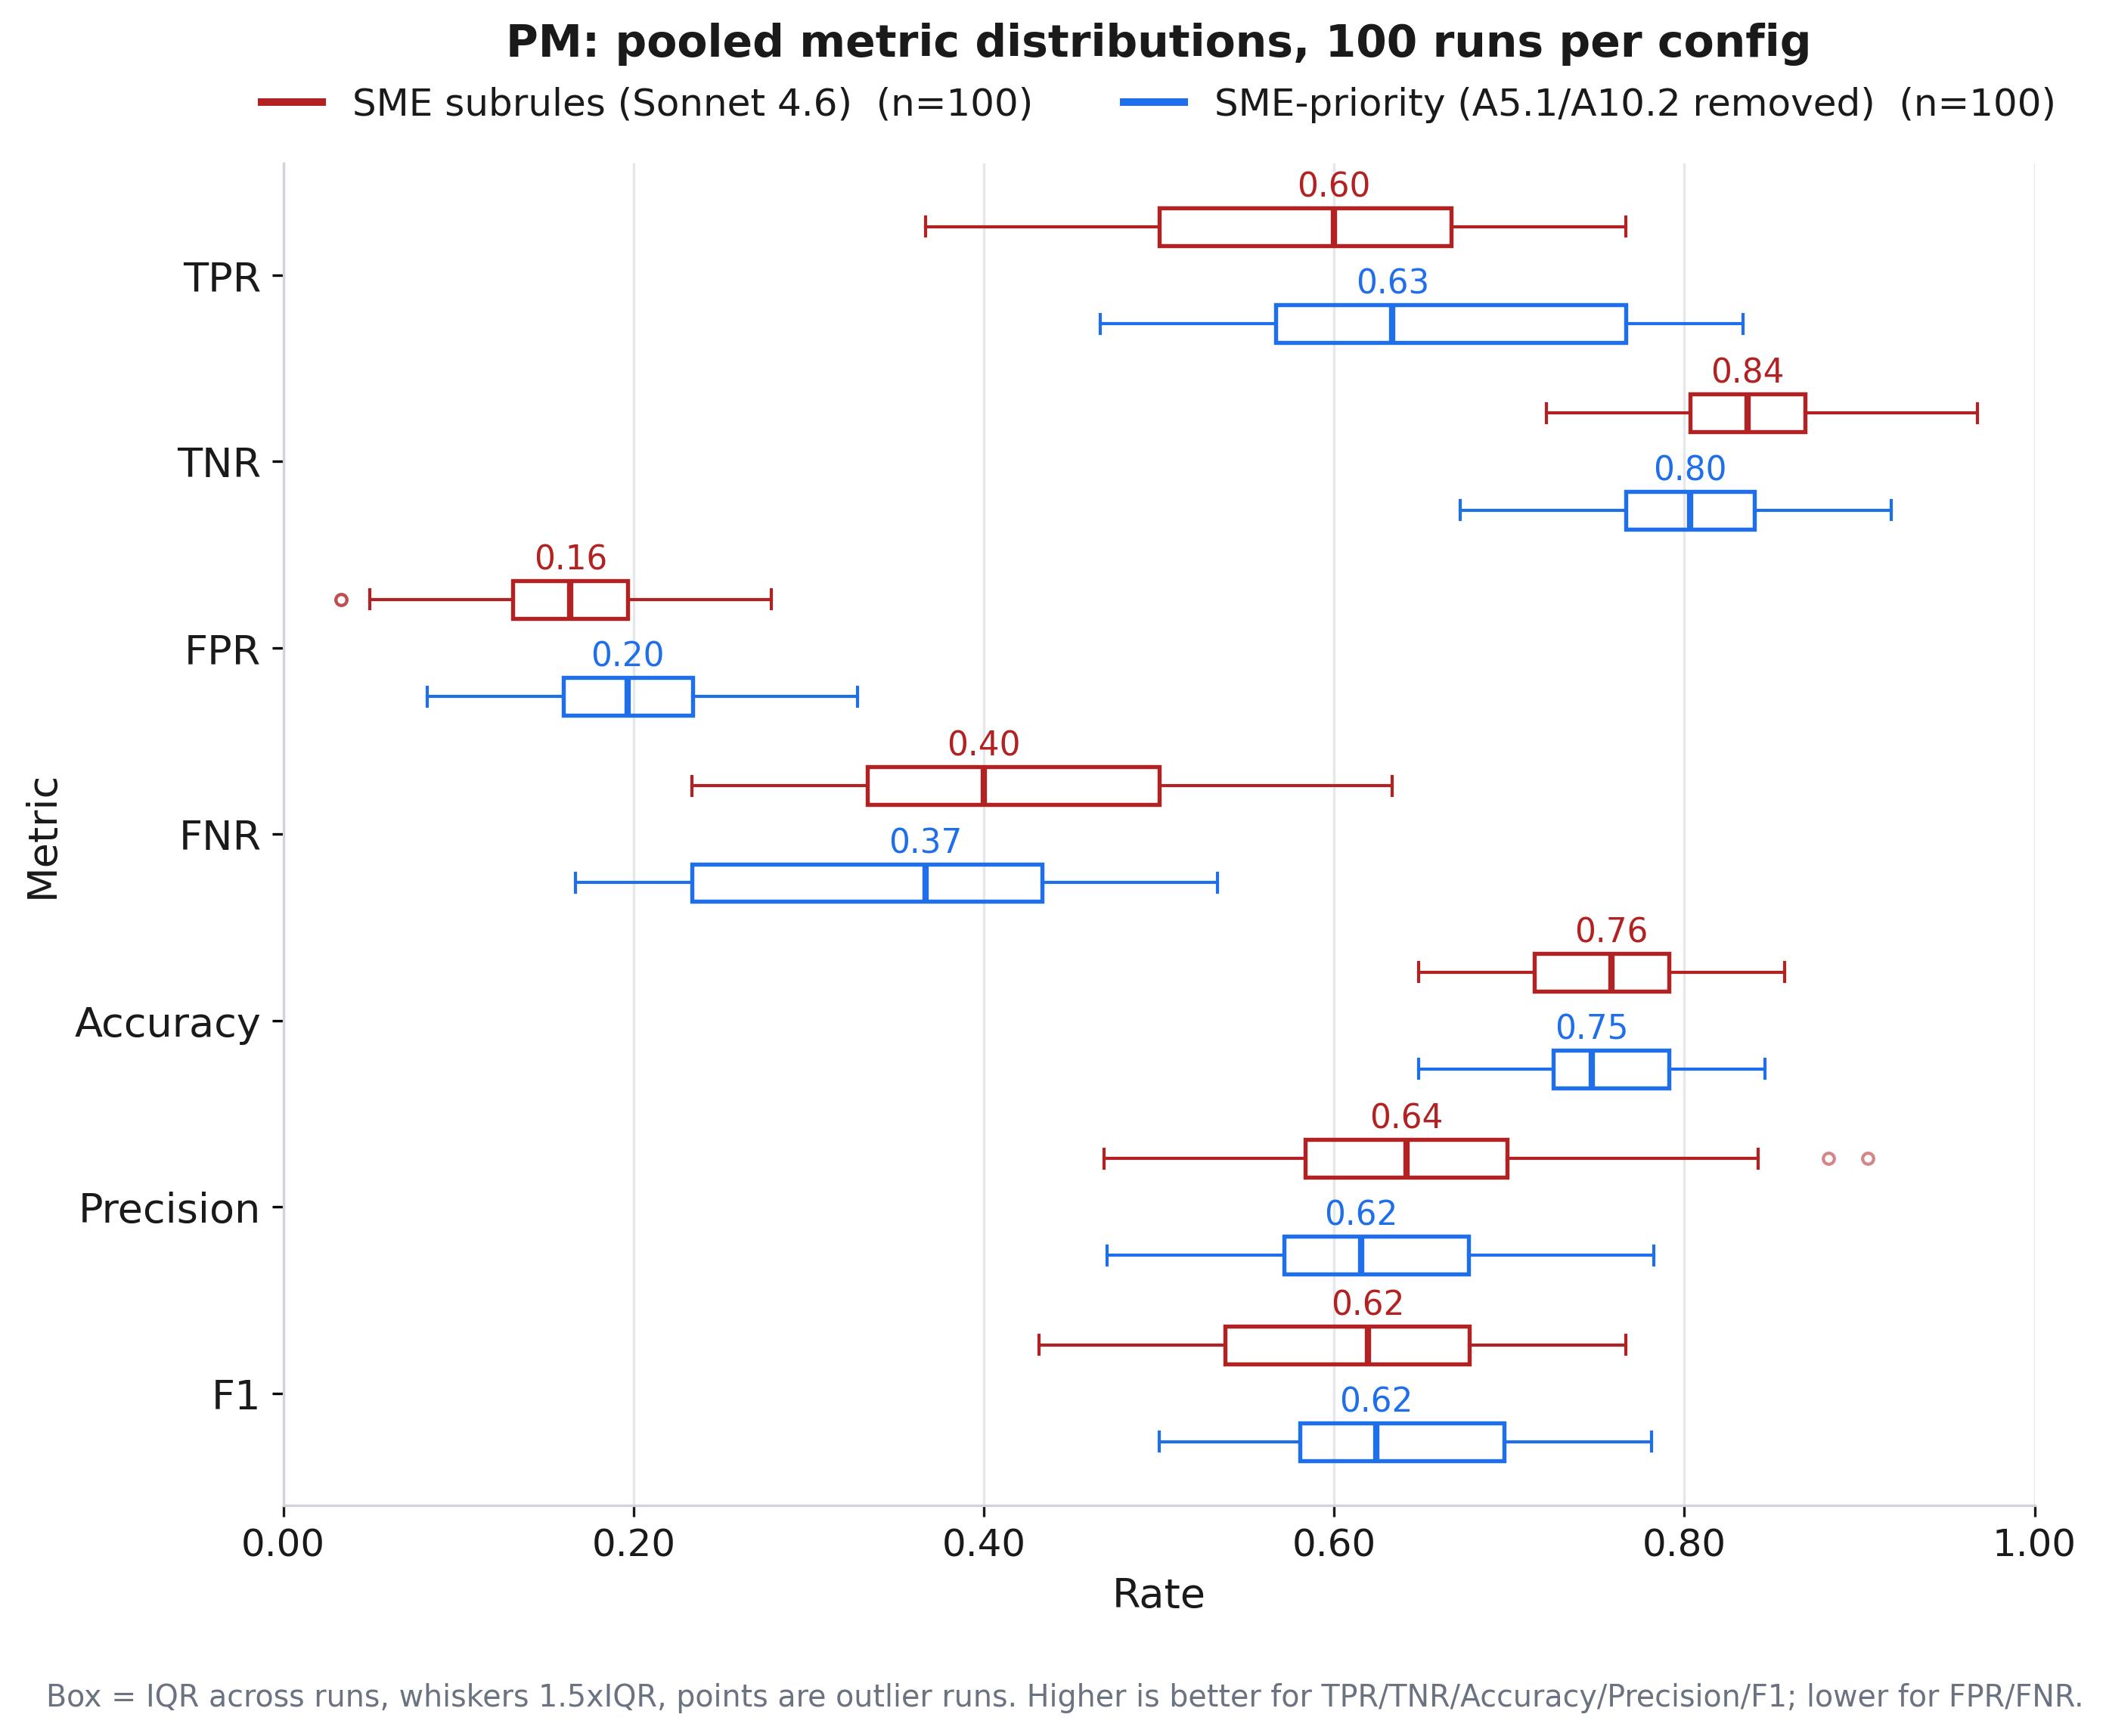 PM: pooled metric distributions, 100 runs per config
SME subrules (Sonnet 4.6)  (n=100)
SME-priority (A5.1/A10.2 removed)  (n=100)
0.60
TPR
0.63
0.84
TNR
0.80
0.16
FPR
0.20
0.40
FNR
0.37
Metric
0.76
Accuracy
0.75
0.64
Precision
0.62
0.62
F1
0.62
0.00 0.20 0.40 0.60 0.80 1.00
Rate
Box = IQR across runs, whiskers 1.5xIQR, points are outlier runs. Higher is better for TPR/TNR/Accuracy/Precision/F1; lower for FPR/FNR.